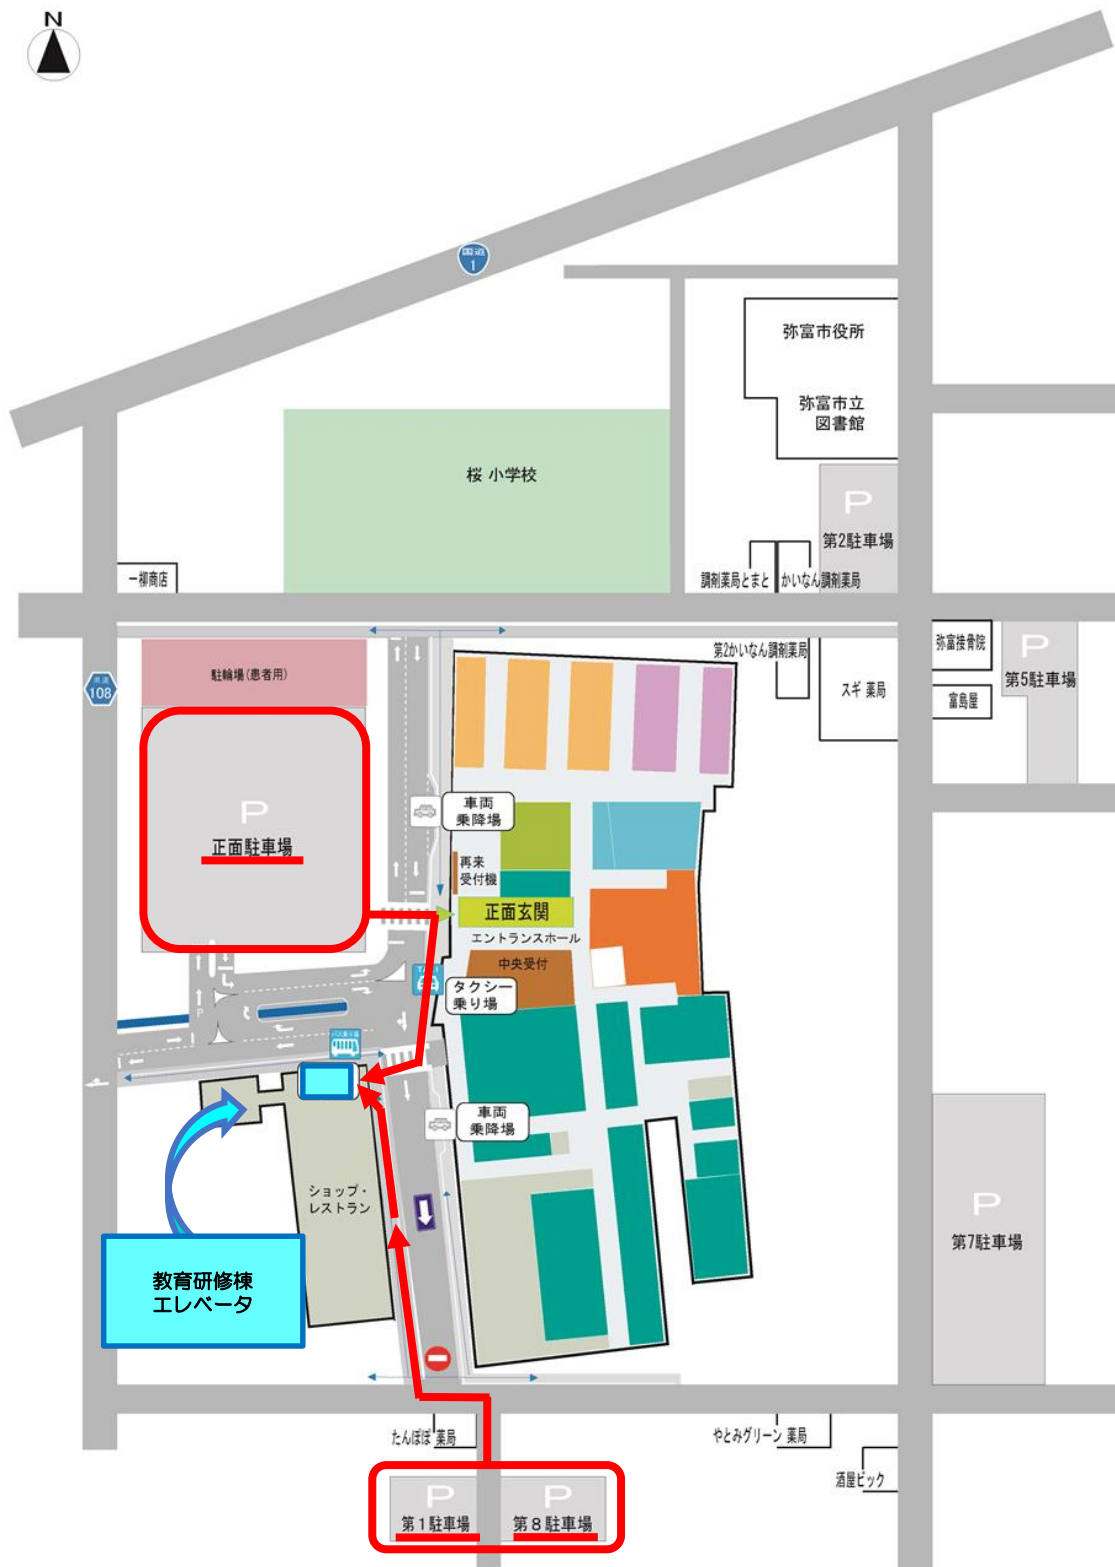 N
国道
1
弥富市役所
弥富市立
図書館
桜 小学校
P
第2駐車場
一柳商店
調剤薬局とまと
かいなん調剤薬局
駐輪場(患者用)
県道
108
第2かいなん調剤薬局
スギ 薬局
弥富接骨院
富島屋
P
第5駐車場
P
正面駐車場
車両
乗降場
再来
受付機
正面玄関
エントランスホール
中央受付
TAXI
タクシー
乗り場
P
バス乗り場
車両
乗降場
ショップ・
レストラン
教育研修棟
エレベータ
P
第7駐車場
たんぽぽ 薬局
やとみグリーン 薬局
酒屋ビック
P
第1駐車場
P
第8駐車場